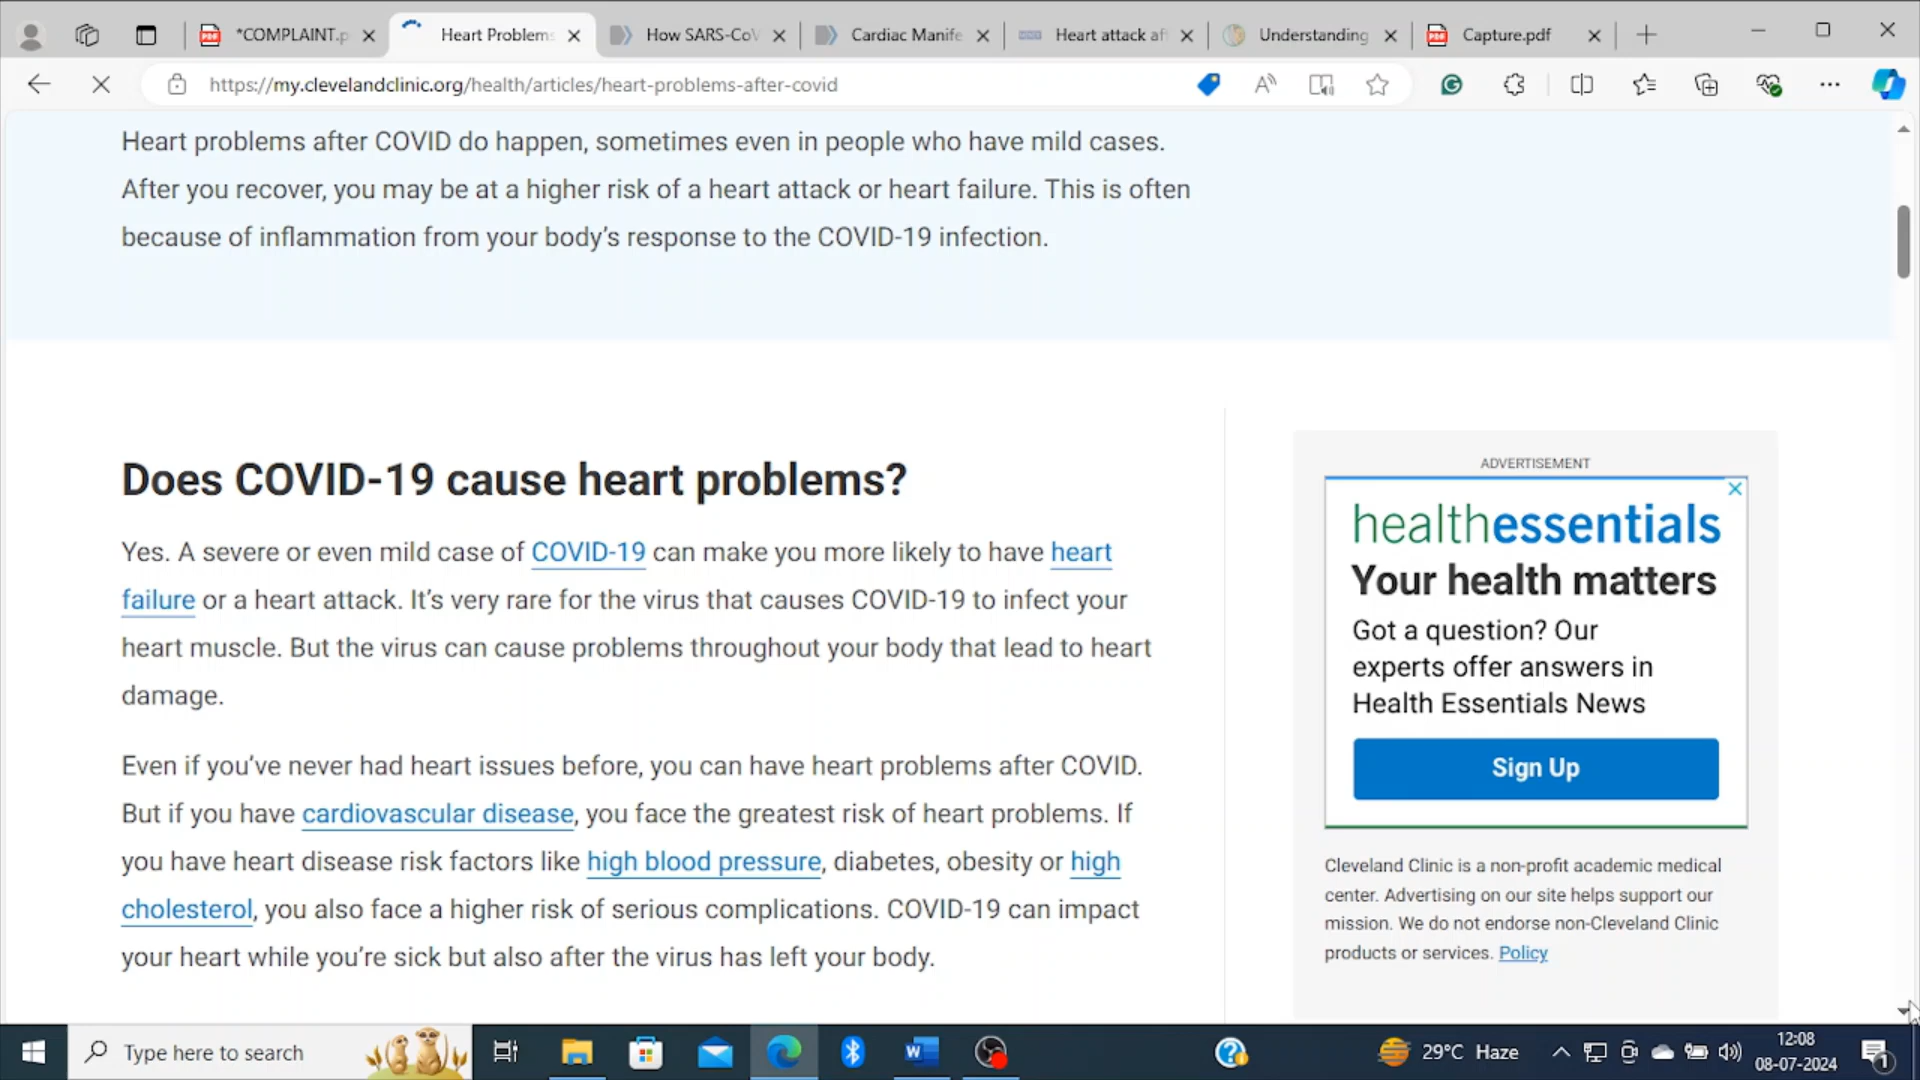 *COMPLAINT.p
Heart Problems
How SARS-CoV
Cardiac Manife
Heart attack aft
Understanding
Capture.pdf
https://my.clevelandclinic.org/health/articles/heart-problems-after-covid
Heart problems after COVID do happen, sometimes even in people who have mild cases.
After you recover, you may be at a higher risk of a heart attack or heart failure. This is often
because of inflammation from your body’s response to the COVID-19 infection.
Does COVID-19 cause heart problems?
Yes. A severe or even mild case of COVID-19 can make you more likely to have heart
failure or a heart attack. It’s very rare for the virus that causes COVID-19 to infect your
heart muscle. But the virus can cause problems throughout your body that lead to heart
damage.
Even if you’ve never had heart issues before, you can have heart problems after COVID.
But if you have cardiovascular disease, you face the greatest risk of heart problems. If
you have heart disease risk factors like high blood pressure, diabetes, obesity or high
cholesterol, you also face a higher risk of serious complications. COVID-19 can impact
your heart while you’re sick but also after the virus has left your body.
ADVERTISEMENT
healthessentials
Your health matters
Got a question? Our
experts offer answers in
Health Essentials News
Sign Up
Cleveland Clinic is a non-profit academic medical
center. Advertising on our site helps support our
mission. We do not endorse non-Cleveland Clinic
products or services. Policy
Type here to search
29°C Haze
12:08
08-07-2024
1